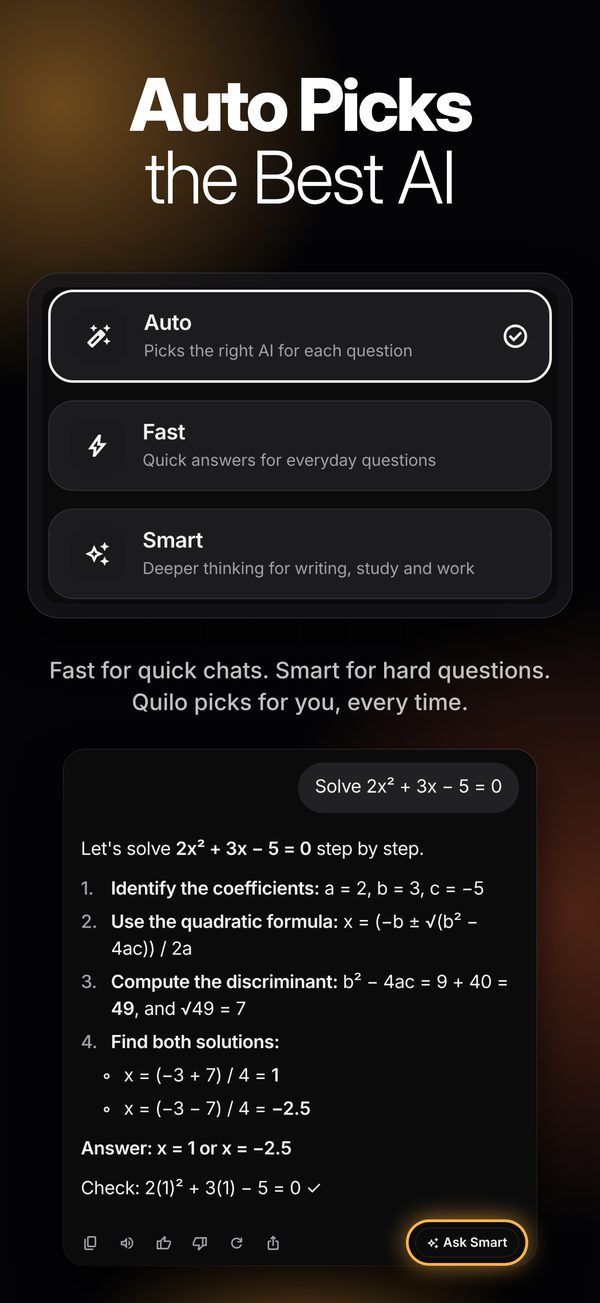 Auto Picks
the Best AI
Auto
Picks the right AI for each question
Fast
Quick answers for everyday questions
Smart
Deeper thinking for writing, study and work
Fast for quick chats. Smart for hard questions.
Quilo picks for you, every time.
Solve 2x² + 3x − 5 = 0
Let's solve 2x² + 3x − 5 = 0 step by step.
1. Identify the coefficients: a = 2, b = 3, c = −5
2. Use the quadratic formula: x = (−b ± √(b² −
4ac)) / 2a
3. Compute the discriminant: b² − 4ac = 9 + 40 =
49, and √49 = 7
4. Find both solutions:
∘ x = (−3 + 7) / 4 = 1
∘ x = (−3 − 7) / 4 = −2.5
Answer: x = 1 or x = −2.5
Check: 2(1)² + 3(1) − 5 = 0 ✓
Ask Smart